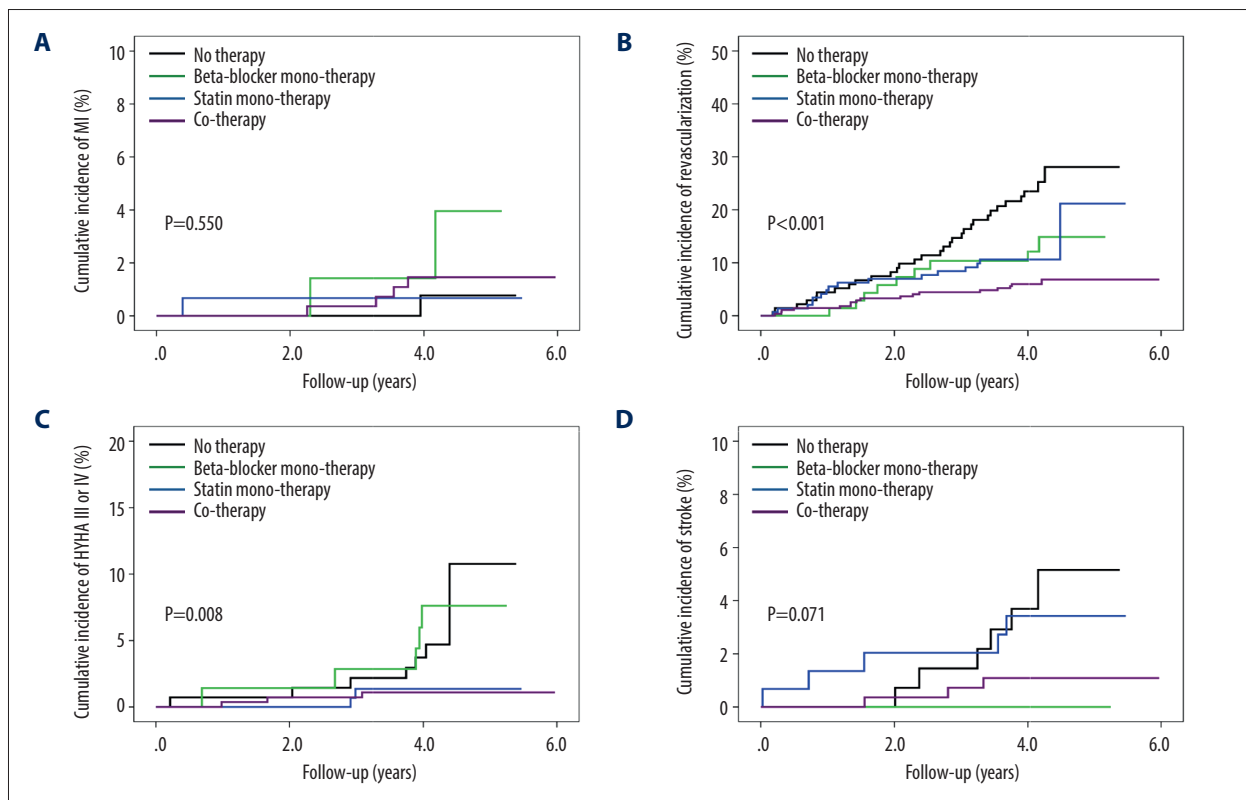 A
Cumulative incidence of MI (%)
10
8
6
4
2
0
No therapy
Beta-blocker mono-therapy
Statin mono-therapy
Co-therapy
P=0.550
.0 2.0 4.0 6.0
Follow-up (years)
B
Cumulative incidence of revascularization (%)
50
40
30
20
10
0
No therapy
Beta-blocker mono-therapy
Statin mono-therapy
Co-therapy
P<0.001
.0 2.0 4.0 6.0
Follow-up (years)
C
Cumulative incidence of HYHA III or IV (%)
20
15
10
5
0
No therapy
Beta-blocker mono-therapy
Statin mono-therapy
Co-therapy
P=0.008
.0 2.0 4.0 6.0
Follow-up (years)
D
Cumulative incidence of stroke (%)
10
8
6
4
2
0
No therapy
Beta-blocker mono-therapy
Statin mono-therapy
Co-therapy
P=0.071
.0 2.0 4.0 6.0
Follow-up (years)